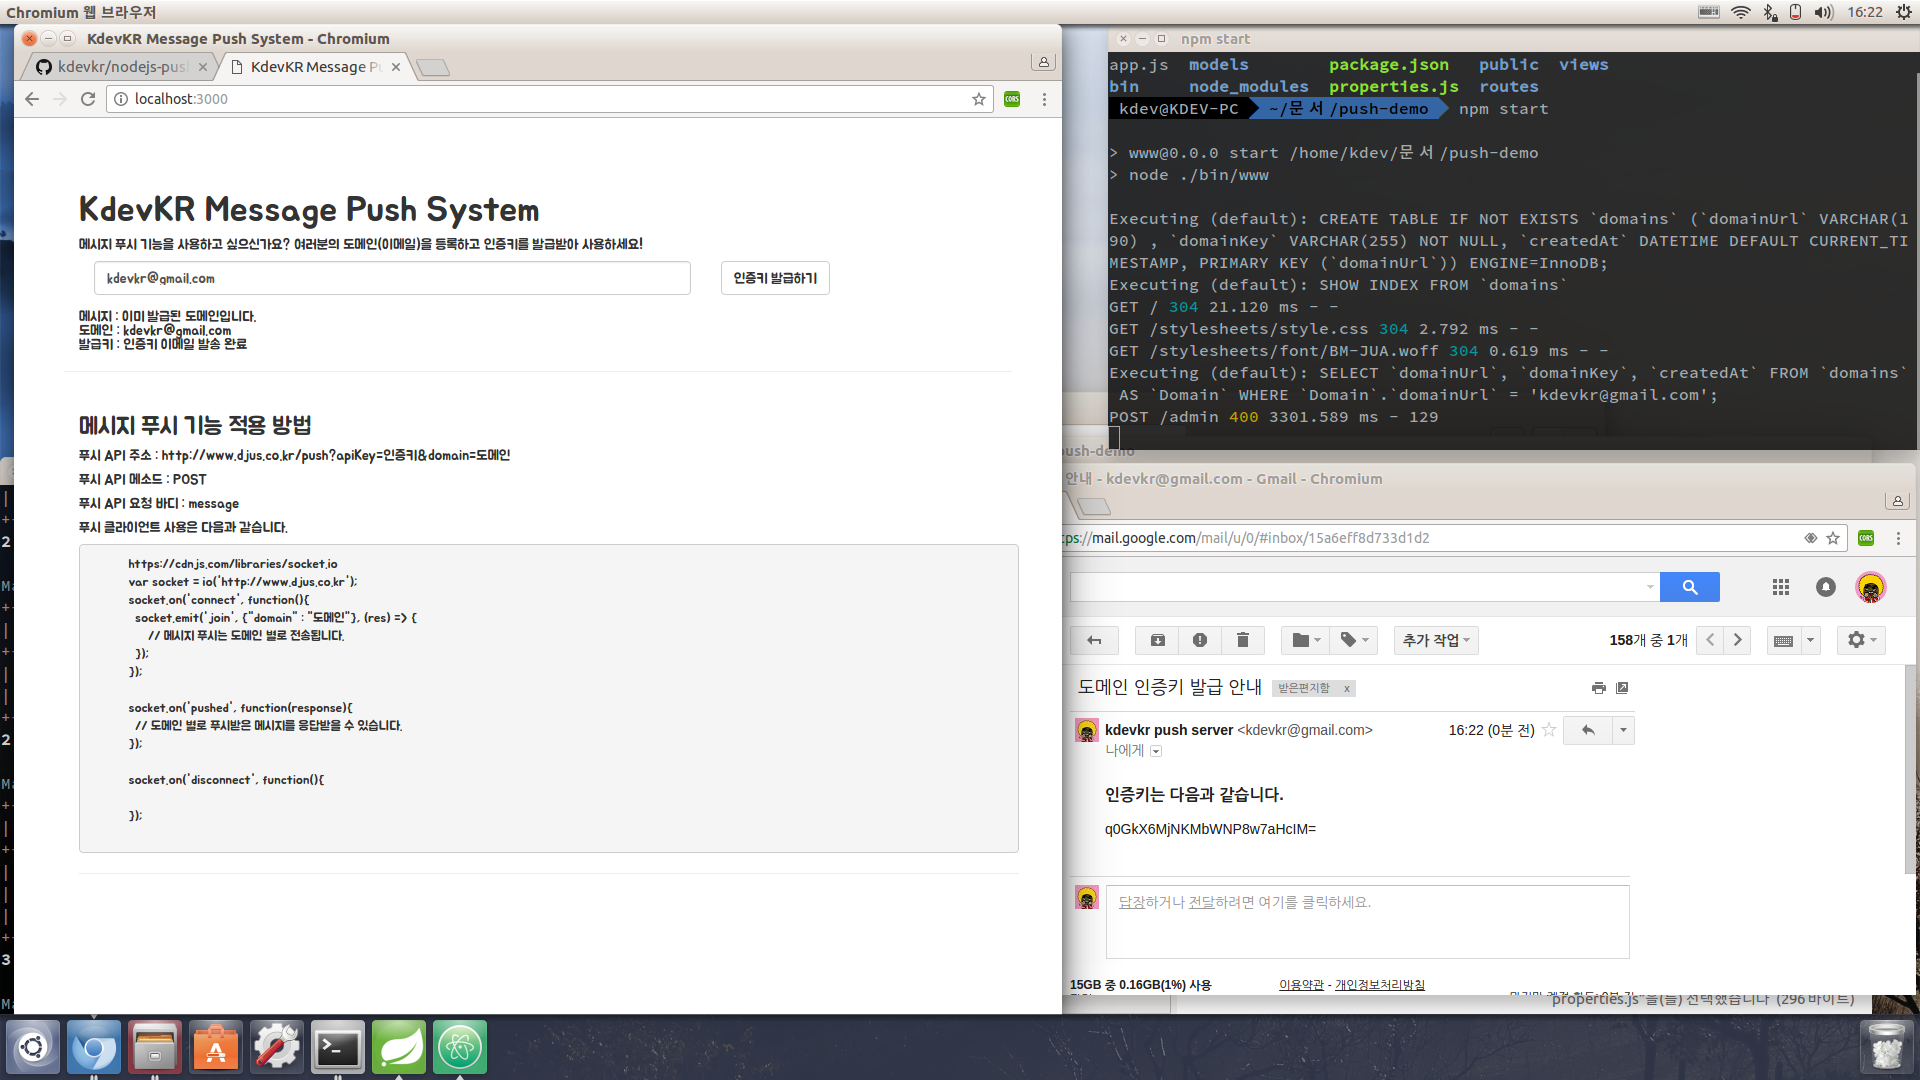 Chromium 웹 브라우저
16:22
KdevKR Message Push System - Chromium
kdevkr/nodejs-pus
KdevKR Message P
localhost:3000
CORS
KdevKR Message Push System
메시지 푸시 기능을 사용하고 싶으신가요? 여러분의 도메인(이메일)을 등록하고 인증키를 발급받아 사용하세요!
kdevkr@gmail.com
인증키 발급하기
메시지 : 이미 발급된 도메인입니다.
도메인 : kdevkr@gmail.com
발급키 : 인증키 이메일 발송 완료
메시지 푸시 기능 적용 방법
푸시 API 주소 : http://www.djus.co.kr/push?apiKey=인증키&domain=도메인
푸시 API 메소드 : POST
푸시 API 요청 바디 : message
푸시 클라이언트 사용은 다음과 같습니다.
https://cdnjs.com/libraries/socket.io
var socket = io('http://www.djus.co.kr');
socket.on('connect', function(){
socket.emit('join', {"domain" : "도메인"}, (res) => {
// 메시지 푸시는 도메인 별로 전송됩니다.
});
});
socket.on('pushed', function(response){
// 도메인 별로 푸시받은 메시지를 응답받을 수 있습니다.
});
socket.on('disconnect', function(){
});
npm start
app.js models package.json public views
bin node_modules properties.js routes
kdev@KDEV-PC ~/문서/push-demo npm start
> www@0.0.0 start /home/kdev/문서/push-demo
> node ./bin/www
Executing (default): CREATE TABLE IF NOT EXISTS `domains` (`domainUrl` VARCHAR(1
90) , `domainKey` VARCHAR(255) NOT NULL, `createdAt` DATETIME DEFAULT CURRENT_TI
MESTAMP, PRIMARY KEY (`domainUrl`)) ENGINE=InnoDB;
Executing (default): SHOW INDEX FROM `domains`
GET / 304 21.120 ms - -
GET /stylesheets/style.css 304 2.792 ms - -
GET /stylesheets/font/BM-JUA.woff 304 0.619 ms - -
Executing (default): SELECT `domainUrl`, `domainKey`, `createdAt` FROM `domains`
AS `Domain` WHERE `Domain`.`domainUrl` = 'kdevkr@gmail.com';
POST /admin 400 3301.589 ms - 129
push-demo
안내 - kdevkr@gmail.com - Gmail - Chromium
tps://mail.google.com/mail/u/0/#inbox/15a6eff8d733d1d2
CORS
추가 작업
158개 중 1개
도메인 인증키 발급 안내
받은편지함 x
kdevkr push server <kdevkr@gmail.com>
16:22 (0분 전)
나에게
인증키는 다음과 같습니다.
q0GkX6MjNKMbWNP8w7aHcIM=
답장하거나 전달하려면 여기를 클릭하세요.
15GB 중 0.16GB(1%) 사용
이용약관 - 개인정보처리방침
"properties.js"을(를) 선택했습니다 (296 바이트)
2
2
3